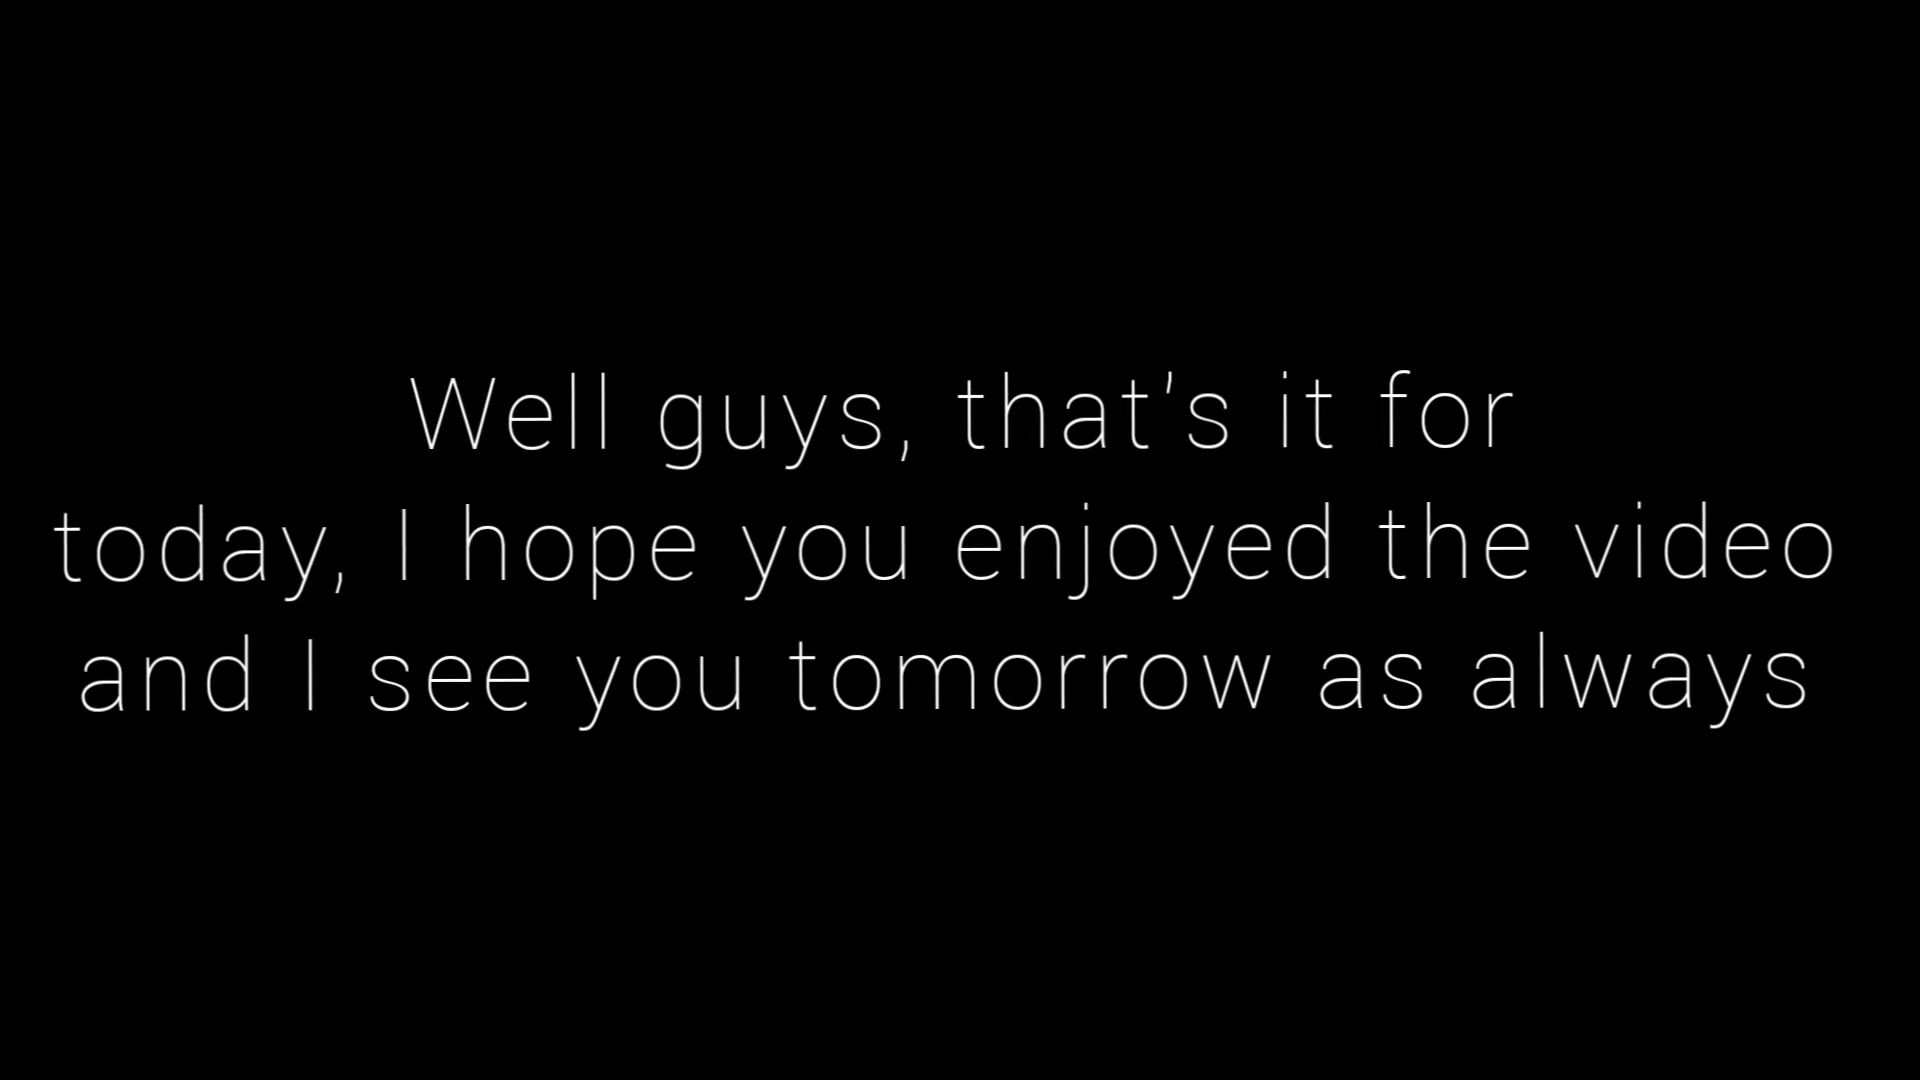 Well guys, that's it for
today, I hope you enjoyed the video
and I see you tomorrow as always